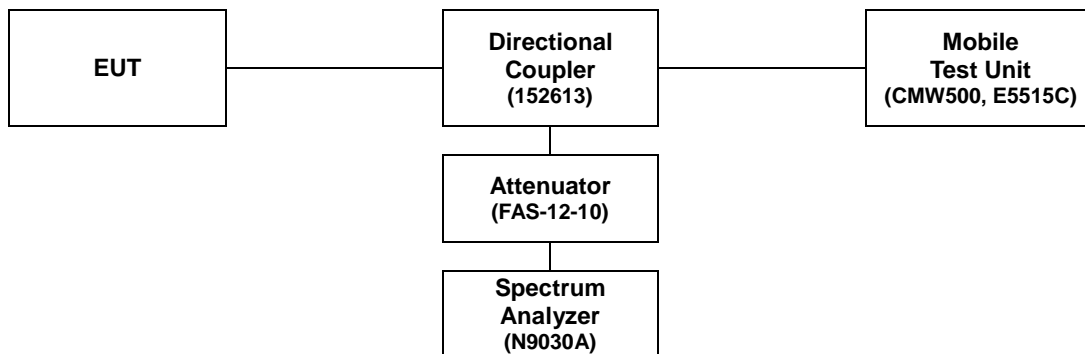 EUT
Directional
Coupler
(152613)
Mobile
Test Unit
(CMW500, E5515C)
Attenuator
(FAS-12-10)
Spectrum
Analyzer
(N9030A)